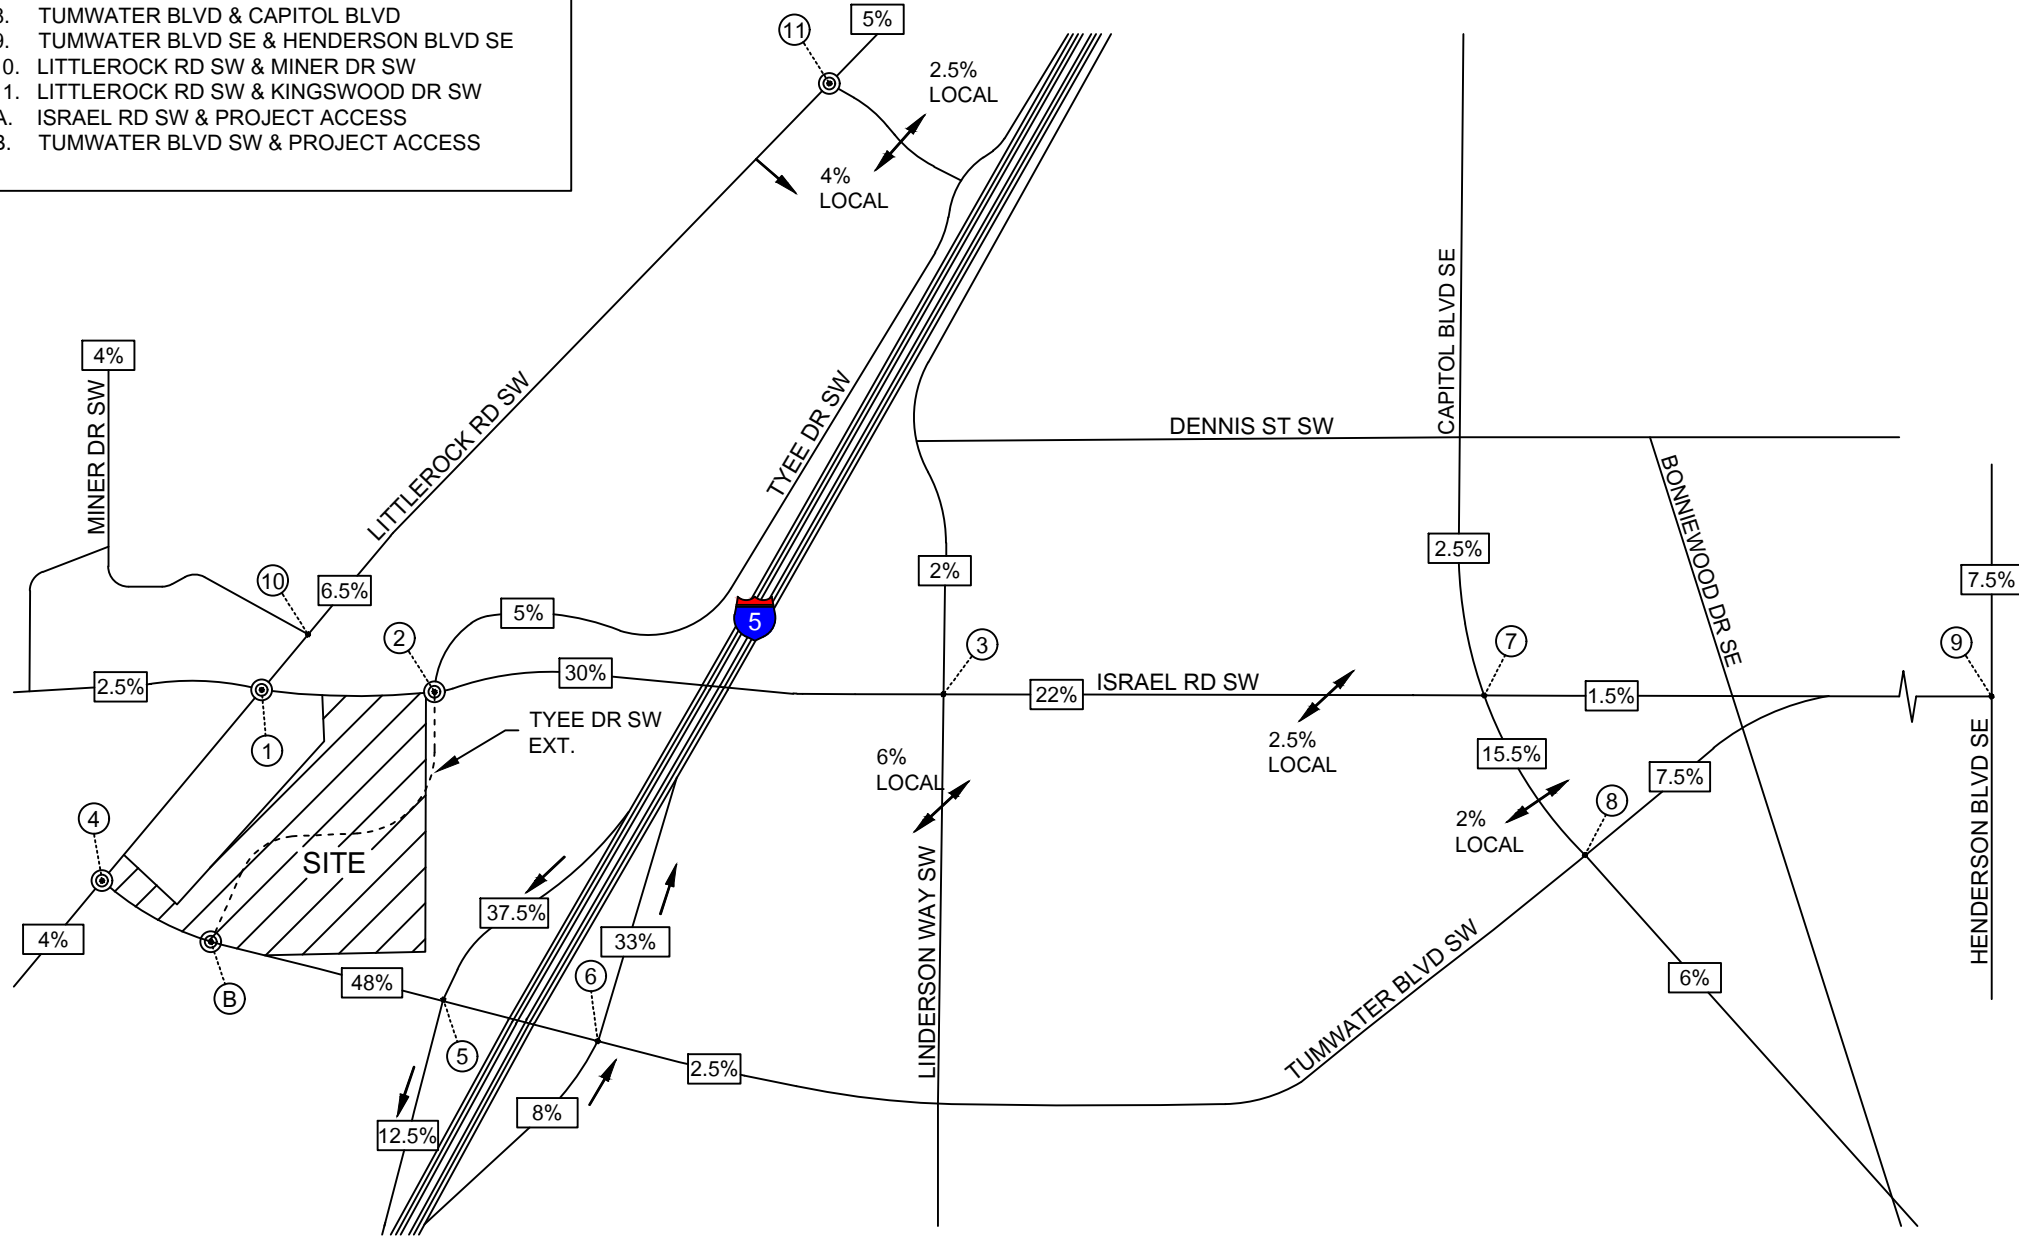 TUMWATER BLVD & CAPITOL BLVD
TUMWATER BLVD SE & HENDERSON BLVD SE
0. LITTLEROCK RD SW & MINER DR SW
1. LITTLEROCK RD SW & KINGSWOOD DR SW
ISRAEL RD SW & PROJECT ACCESS
TUMWATER BLVD SW & PROJECT ACCESS
11
5%
2.5%
LOCAL
4%
LOCAL
4%
MINER DR SW
LITTLEROCK RD SW
TYEE DR SW
CAPITOL BLVD SE
DENNIS ST SW
BONNIEWOOD DR SE
10
6.5%
5%
5
2%
2.5%
7.5%
2
3
7
9
2.5%
30%
22%
ISRAEL RD SW
1.5%
1
TYEE DR SW
EXT.
6%
LOCAL
2.5%
LOCAL
15.5%
7.5%
HENDERSON BLVD SE
4
SITE
2%
LOCAL
8
4%
37.5%
33%
LINDERSON WAY SW
TUMWATER BLVD SW
B
48%
6
6%
5
2.5%
8%
12.5%